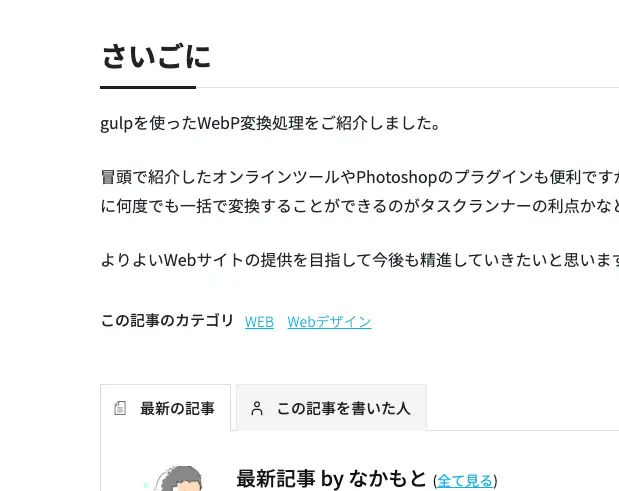 さいごに
gulpを使ったWebP変換処理をご紹介しました。
冒頭で紹介したオンラインツールやPhotoshopのプラグインも便利です
に何度でも一括で変換することができるのがタスクランナーの利点かな
よりよいWebサイトの提供を目指して今後も精進していきたいと思いま
この記事のカテゴリ WEB Webデザイン
最新の記事 この記事を書いた人
最新記事 by なかもと (全て見る)